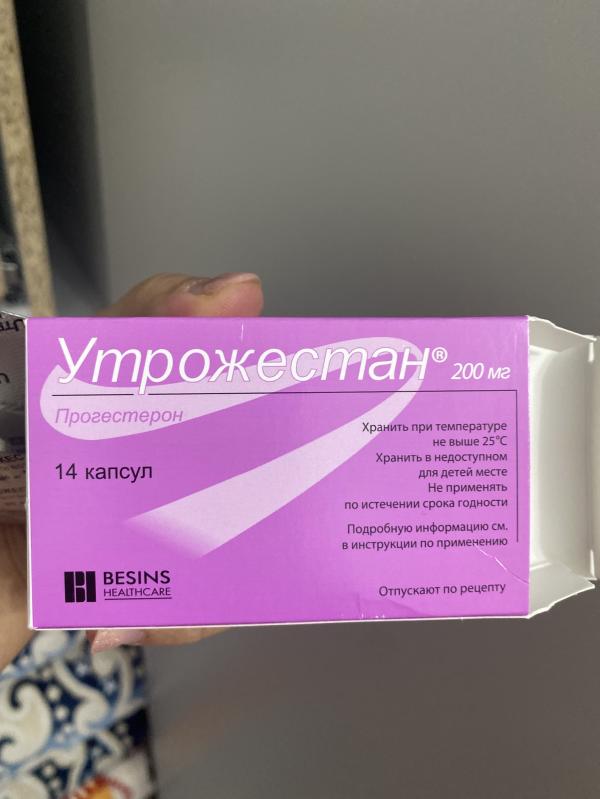 Утрожестан® 200 мг
Прогестерон
14 капсул
Хранить при температуре
не выше 25°С
Хранить в недоступном
для детей месте
Не применять
по истечении срока годности
Подробную информацию см.
в инструкции по применению
BESINS
HEALTHCARE
Отпускают по рецепту